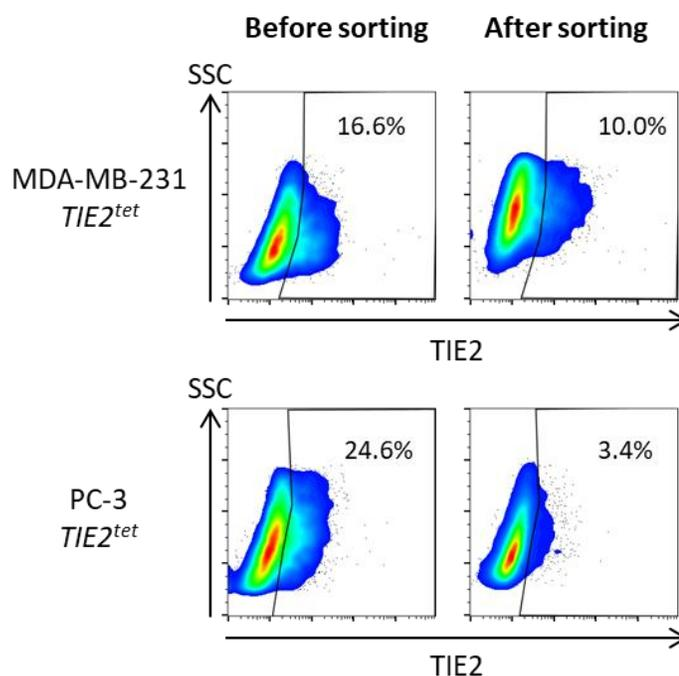 Before sorting After sorting
SSC
16.6% 10.0%
MDA-MB-231
TIE2tet
TIE2
SSC
24.6% 3.4%
PC-3
TIE2tet
TIE2